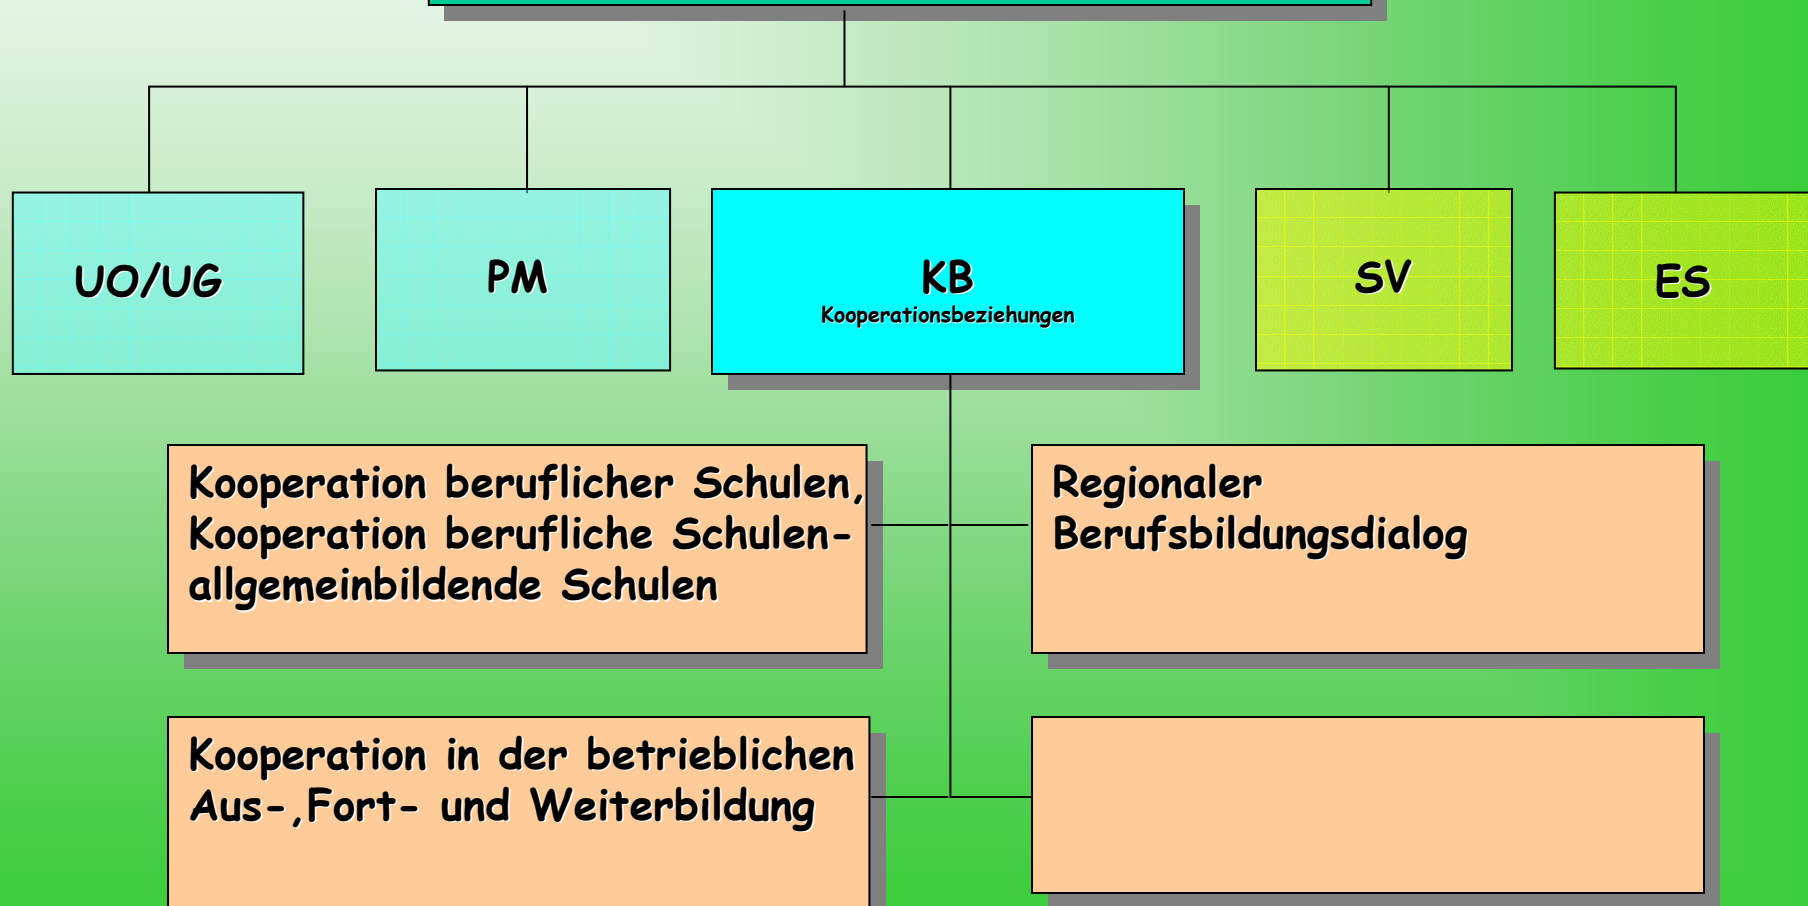 UO/UG
PM
KB
Kooperationsbeziehungen
SV
ES
Kooperation beruflicher Schulen,
Kooperation berufliche Schulen-
allgemeinbildende Schulen
Regionaler
Berufsbildungsdialog
Kooperation in der betrieblichen
Aus-,Fort- und Weiterbildung